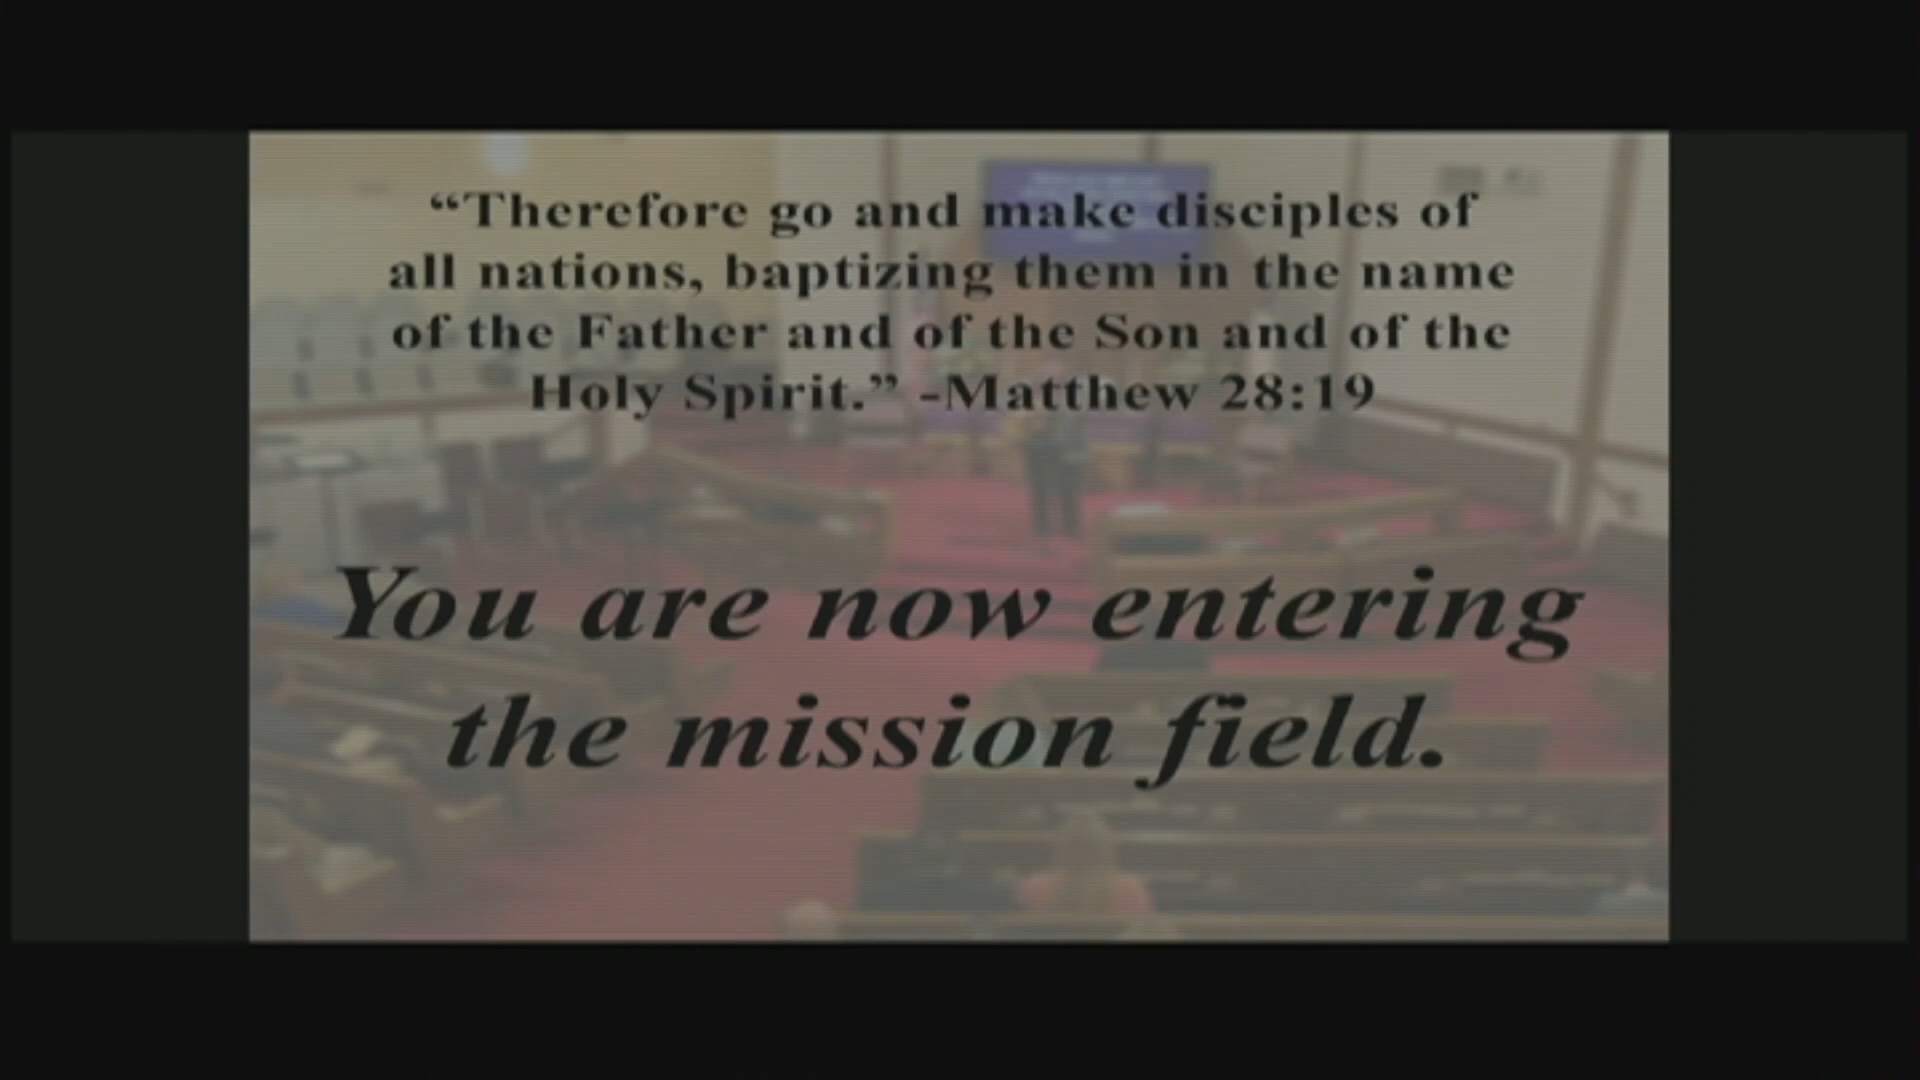 “Therefore go and make disciples of
all nations, baptizing them in the name
of the Father and of the Son and of the
Holy Spirit.” -Matthew 28:19
You are now entering
the mission field.